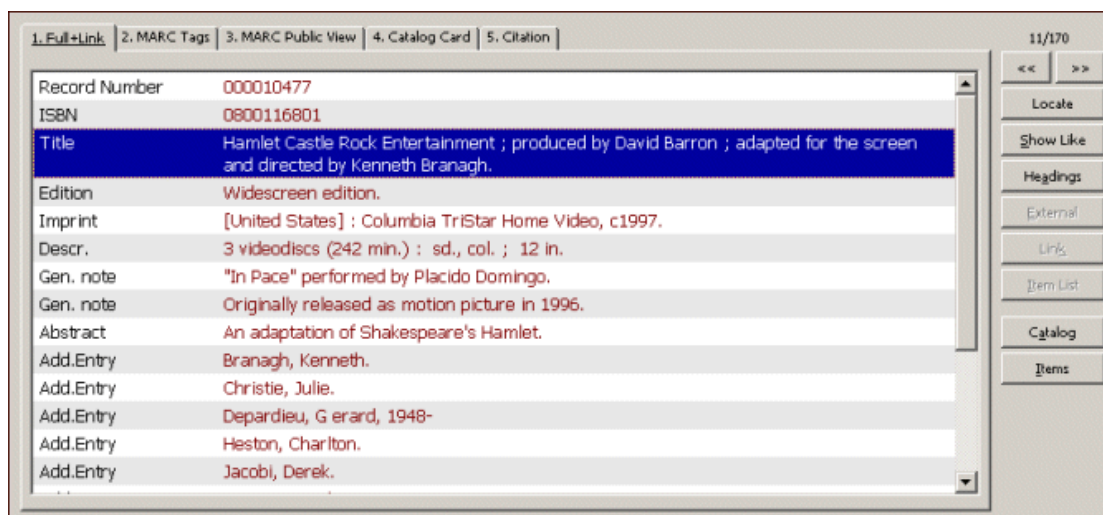 1. Full+Link 2. MARC Tags 3. MARC Public View 4. Catalog Card 5. Citation
11/170
<< >>
Record Number 000010477
ISBN 0800116801
Title Hamlet Castle Rock Entertainment ; produced by David Barron ; adapted for the screen
and directed by Kenneth Branagh.
Edition Widescreen edition.
Imprint [United States] : Columbia TriStar Home Video, c1997.
Descr. 3 videodiscs (242 min.) : sd., col. ; 12 in.
Gen. note "In Pace" performed by Placido Domingo.
Gen. note Originally released as motion picture in 1996.
Abstract An adaptation of Shakespeare's Hamlet.
Add.Entry Branagh, Kenneth.
Add.Entry Christie, Julie.
Add.Entry Depardieu, G erard, 1948-
Add.Entry Heston, Charlton.
Add.Entry Jacobi, Derek.
Locate
Show Like
Headings
External
Link
Item List
Catalog
Items